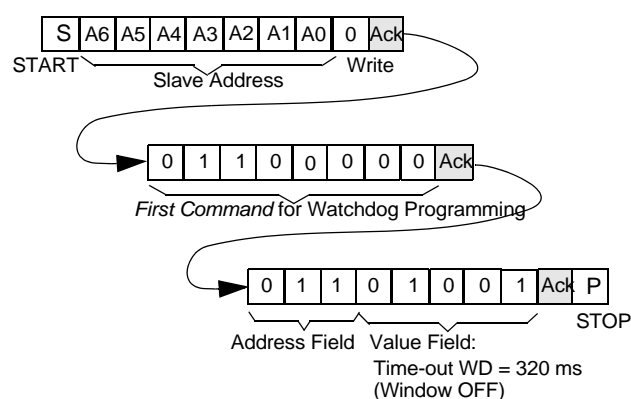 S A6 A5 A4 A3 A2 A1 A0 0 Ack
START Slave Address Write
0 1 1 0 0 0 0 0 Ack
First Command for Watchdog Programming
0 1 1 0 1 0 0 1 Ack P
STOP
Address Field Value Field:
Time-out WD = 320 ms
(Window OFF)